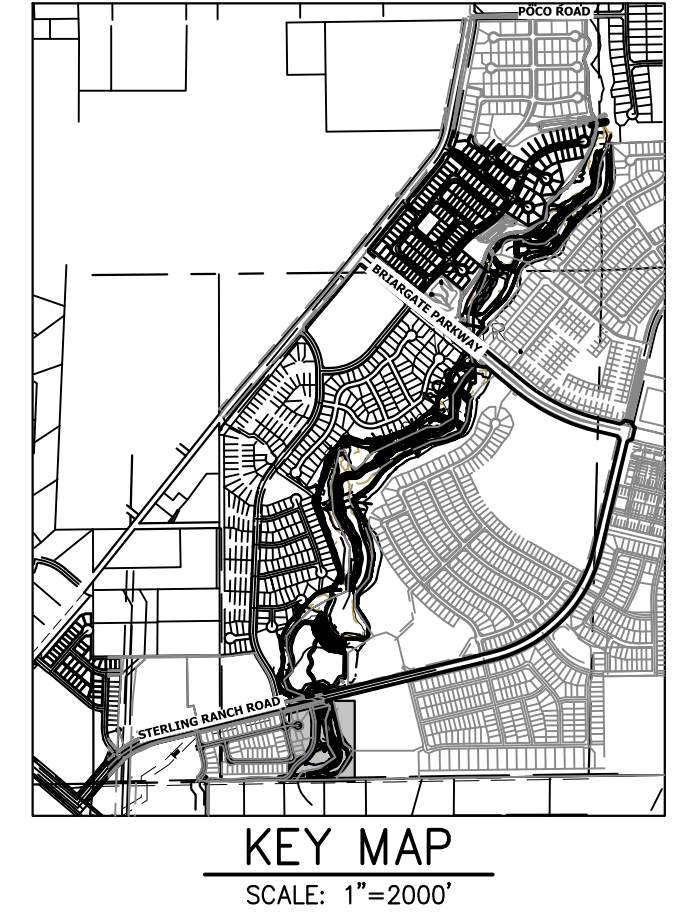 POCO ROAD
BRIARGATE PARKWAY
STERLING RANCH ROAD
KEY MAP
SCALE: 1"=2000'